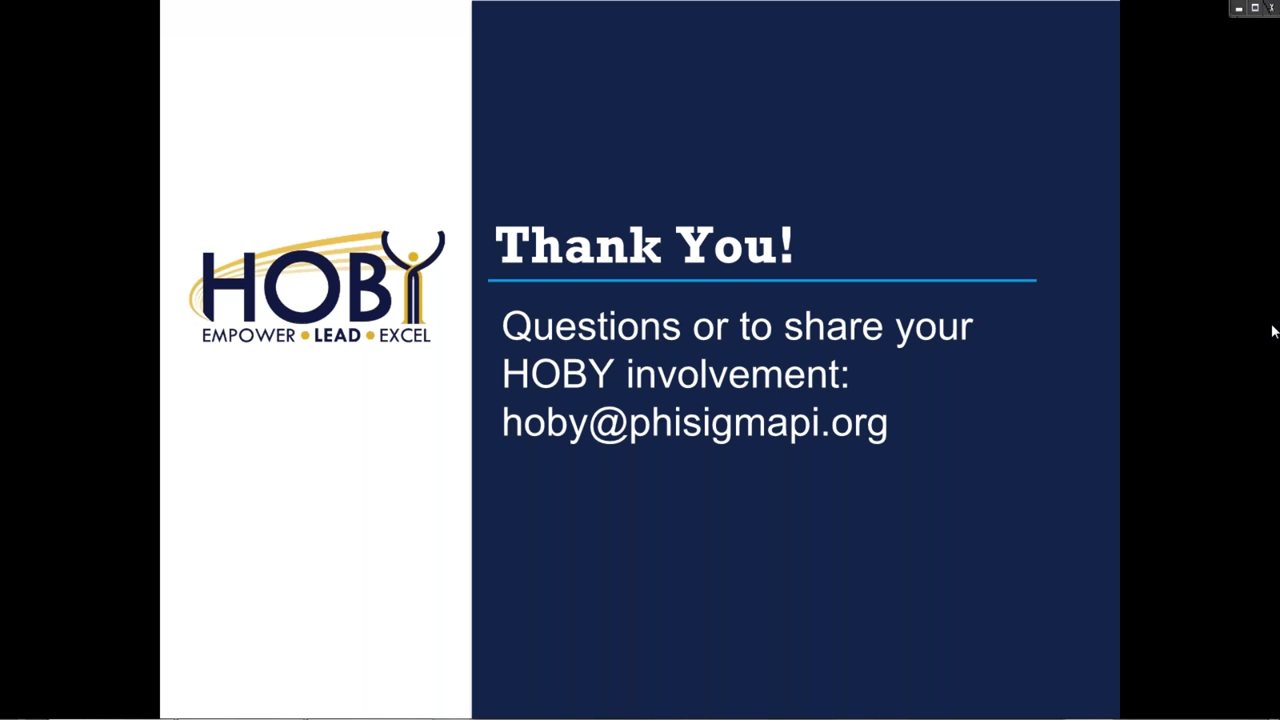 HOBY
EMPOWER • LEAD • EXCEL
Thank You!
Questions or to share your
HOBY involvement:
hoby@phisigmapi.org